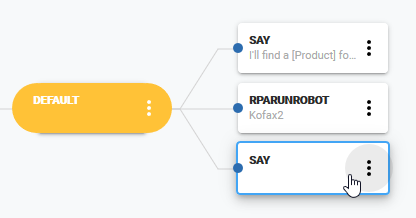 DEFAULT
SAY
I'll find a [Product] fo...
RPARUNROBOT
Kofax2
SAY